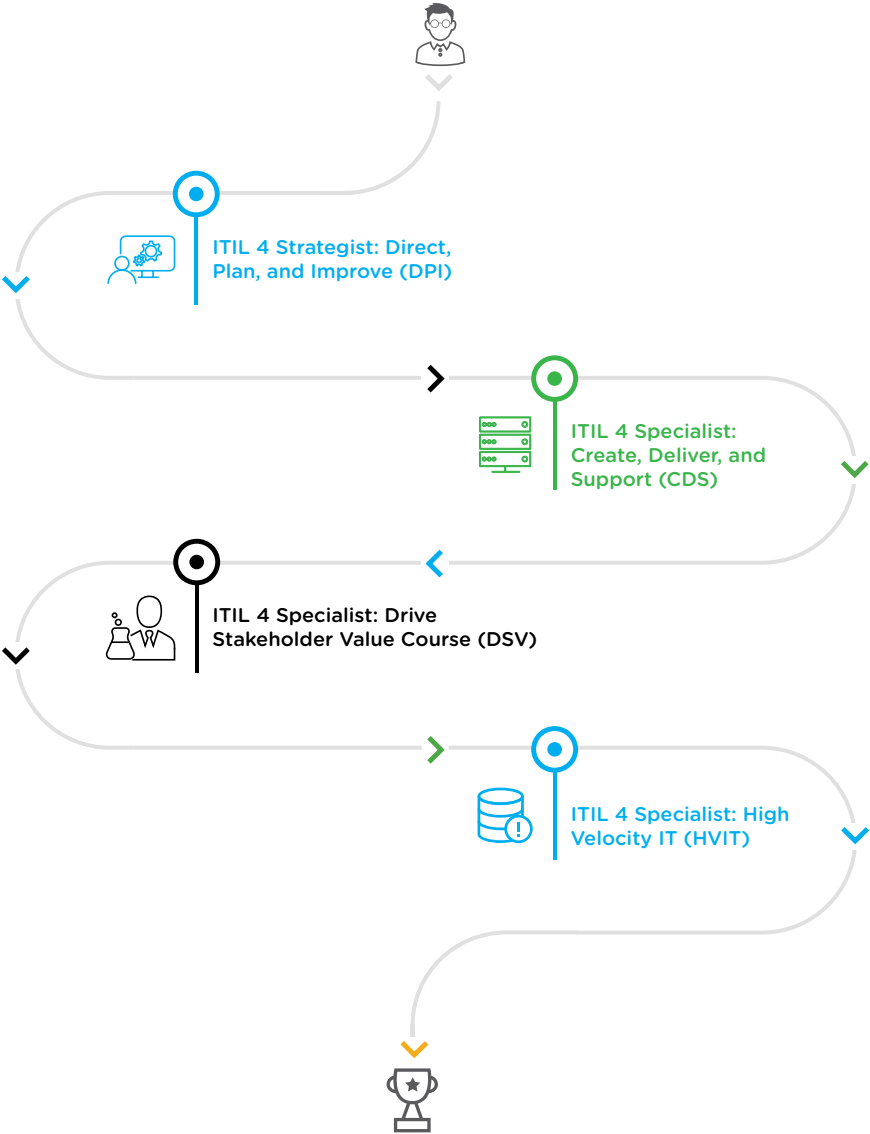 ITIL 4 Strategist: Direct,
Plan, and Improve (DPI)
ITIL 4 Specialist:
Create, Deliver, and
Support (CDS)
ITIL 4 Specialist: Drive
Stakeholder Value Course (DSV)
ITIL 4 Specialist: High
Velocity IT (HVIT)